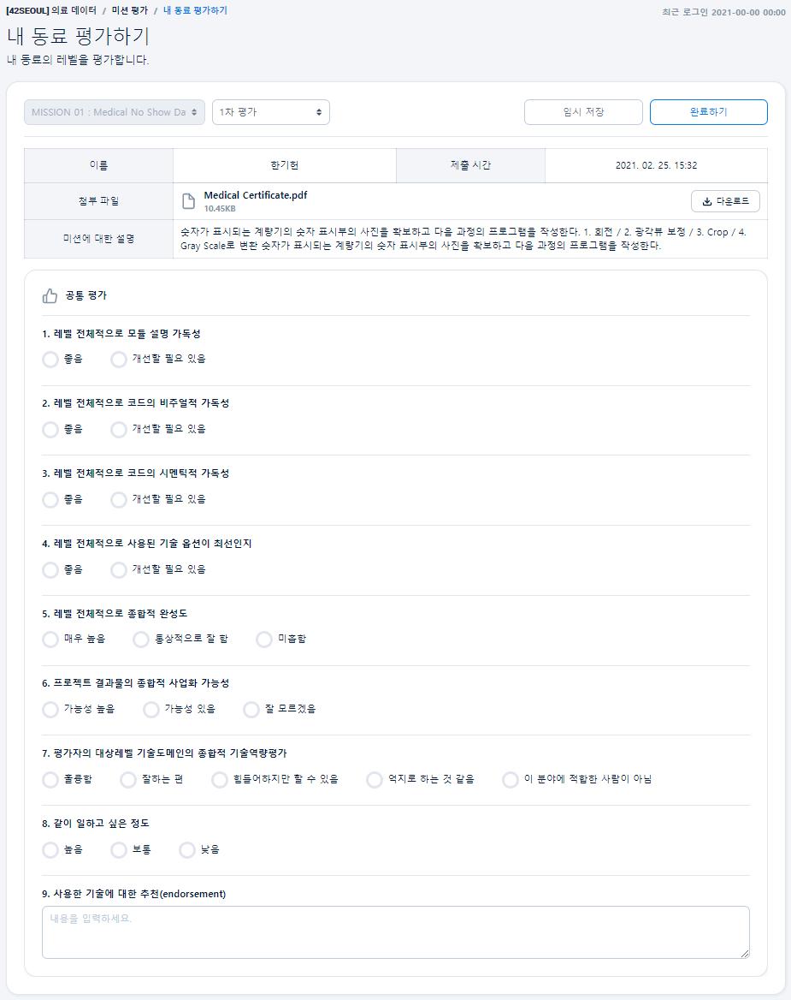 [42SEOUL] 의료 데이터 / 미션 평가 / 내 동료 평가하기
최근 로그인 2021-00-00 00:00
내 동료 평가하기
내 동료의 레벨을 평가합니다.
MISSION 01 : Medical No Show Da
1차 평가
임시 저장
완료하기
이름
한기헌
제출 시간
2021. 02. 25. 15:32
첨부 파일
Medical Certificate.pdf
10.45KB
다운로드
미션에 대한 설명
숫자가 표시되는 계량기의 숫자 표시부의 사진을 확보하고 다음 과정의 프로그램을 작성한다. 1. 회전 / 2. 광각뷰 보정 / 3. Crop / 4.
Gray Scale로 변환 숫자가 표시되는 계량기의 숫자 표시부의 사진을 확보하고 다음 과정의 프로그램을 작성한다.
공통 평가
1. 레벨 전체적으로 모듈 설명 가독성
좋음 개선할 필요 있음
2. 레벨 전체적으로 코드의 비주얼적 가독성
좋음 개선할 필요 있음
3. 레벨 전체적으로 코드의 시멘틱적 가독성
좋음 개선할 필요 있음
4. 레벨 전체적으로 사용된 기술 옵션이 최선인지
좋음 개선할 필요 있음
5. 레벨 전체적으로 종합적 완성도
매우 높음 통상적으로 잘 함 미흡함
6. 프로젝트 결과물의 종합적 사업화 가능성
가능성 높음 가능성 있음 잘 모르겠음
7. 평가자의 대상레벨 기술도메인의 종합적 기술역량평가
훌륭함 잘하는 편 힘들어하지만 할 수 있음 억지로 하는 것 같음 이 분야에 적합한 사람이 아님
8. 같이 일하고 싶은 정도
높음 보통 낮음
9. 사용한 기술에 대한 추천(endorsement)
내용을 입력하세요.